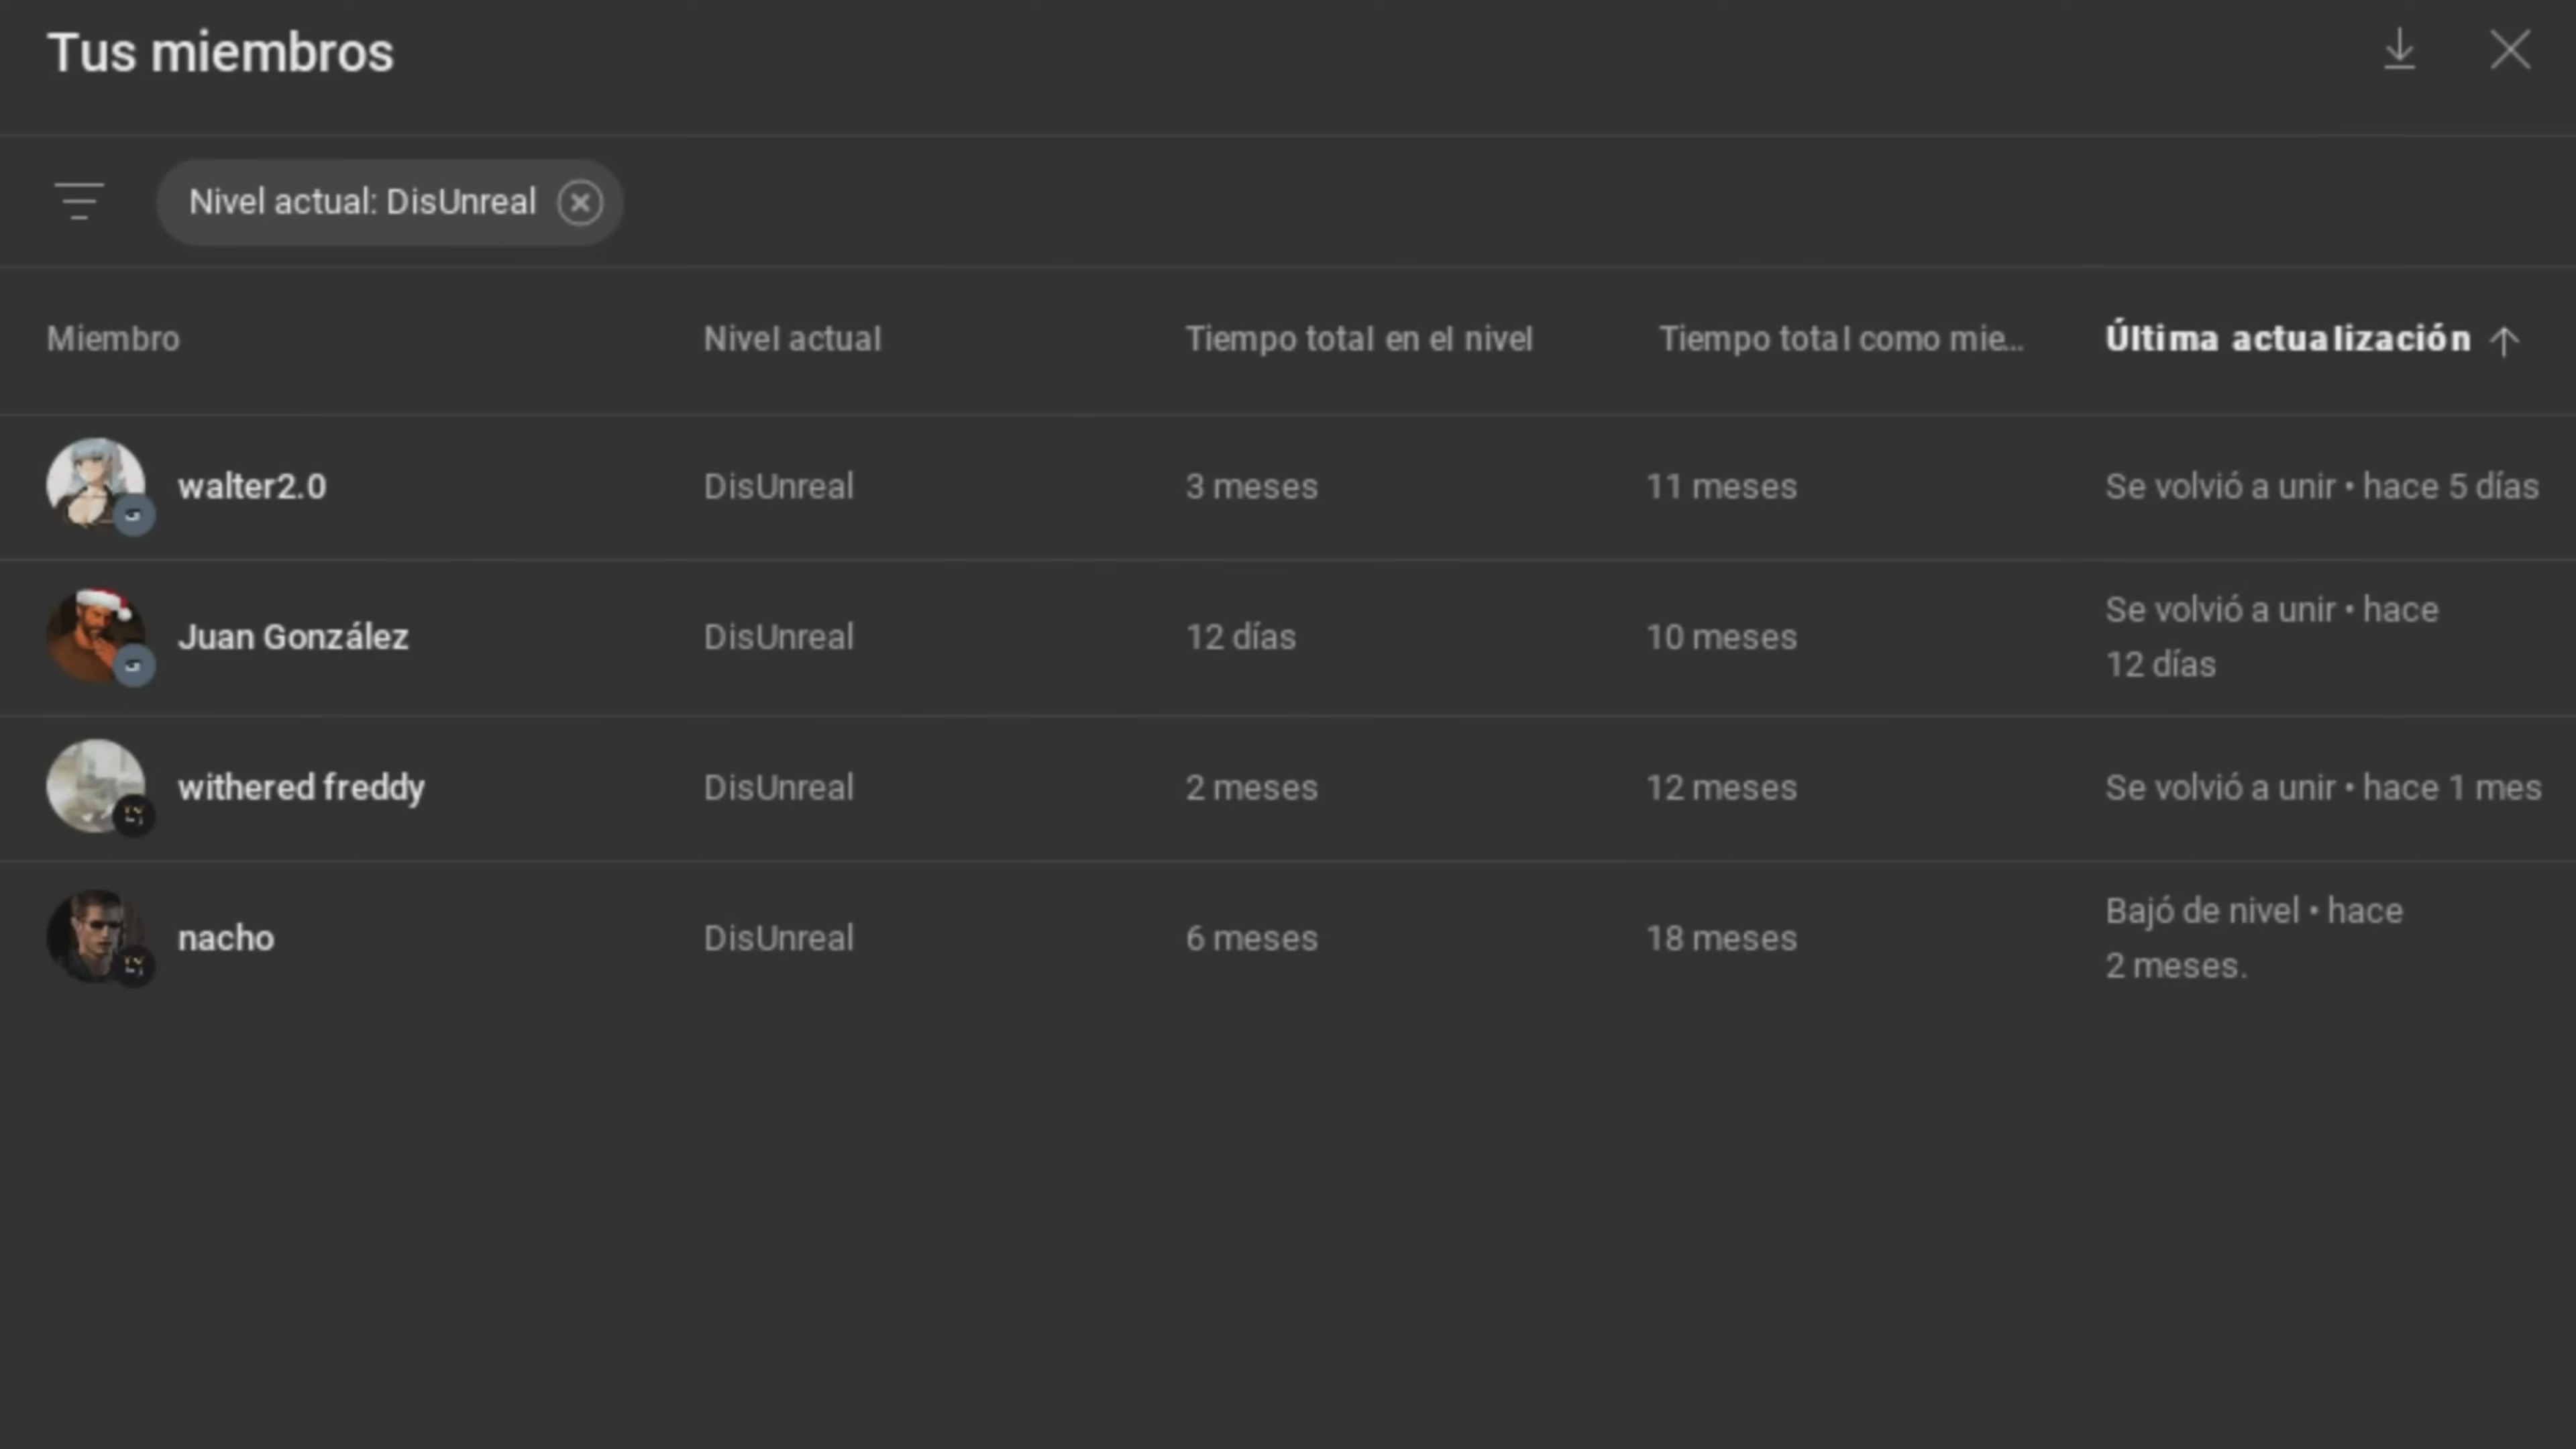 Tus miembros
Nivel actual: DisUnreal
Miembro Nivel actual Tiempo total en el nivel Tiempo total como mie... Última actualización
walter2.0 DisUnreal 3 meses 11 meses Se volvió a unir • hace 5 días
Juan González DisUnreal 12 días 10 meses Se volvió a unir • hace
12 días
withered freddy DisUnreal 2 meses 12 meses Se volvió a unir • hace 1 mes
nacho DisUnreal 6 meses 18 meses Bajó de nivel • hace
2 meses.